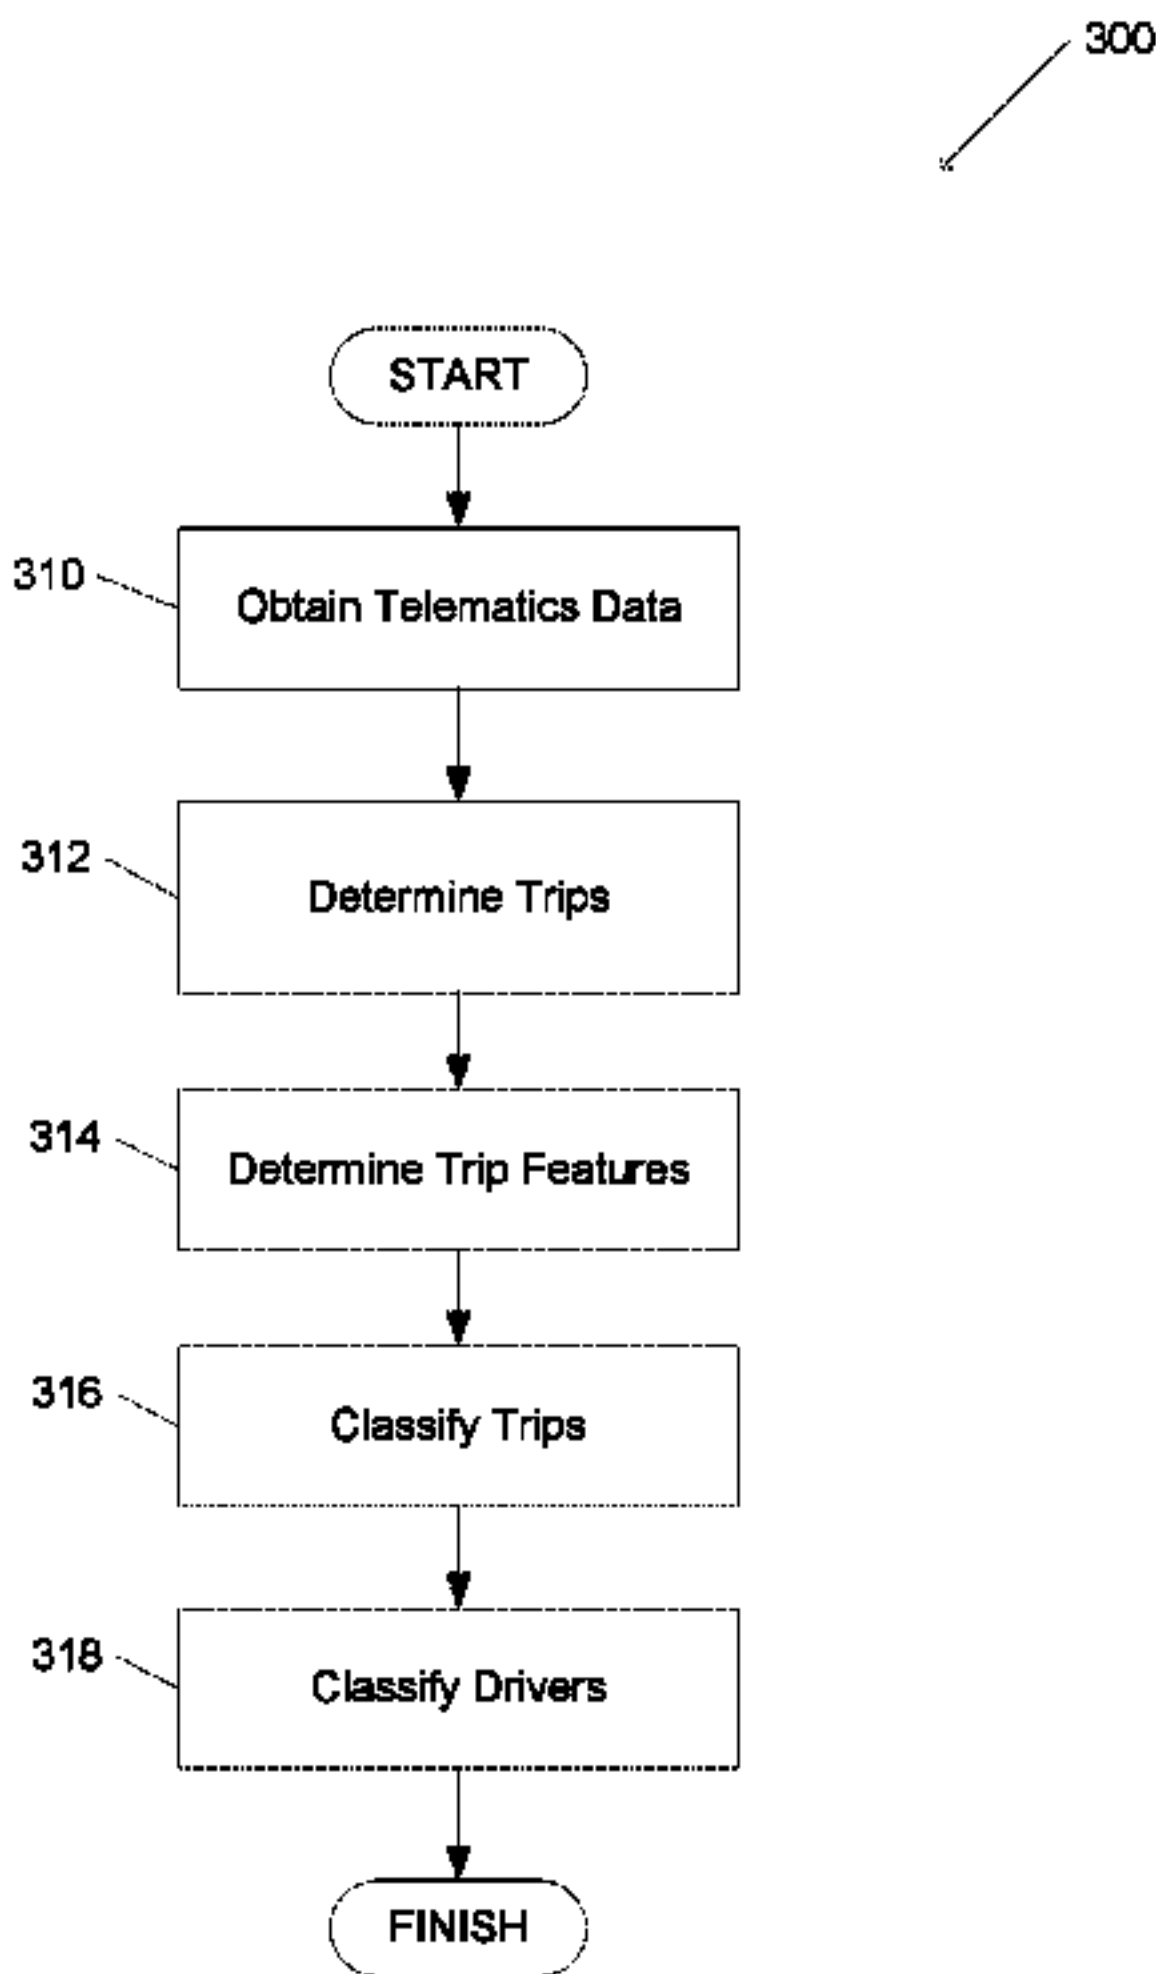 300
START
310
Obtain Telematics Data
312
Determine Trips
314
Determine Trip Features
316
Classify Trips
318
Classify Drivers
FINISH